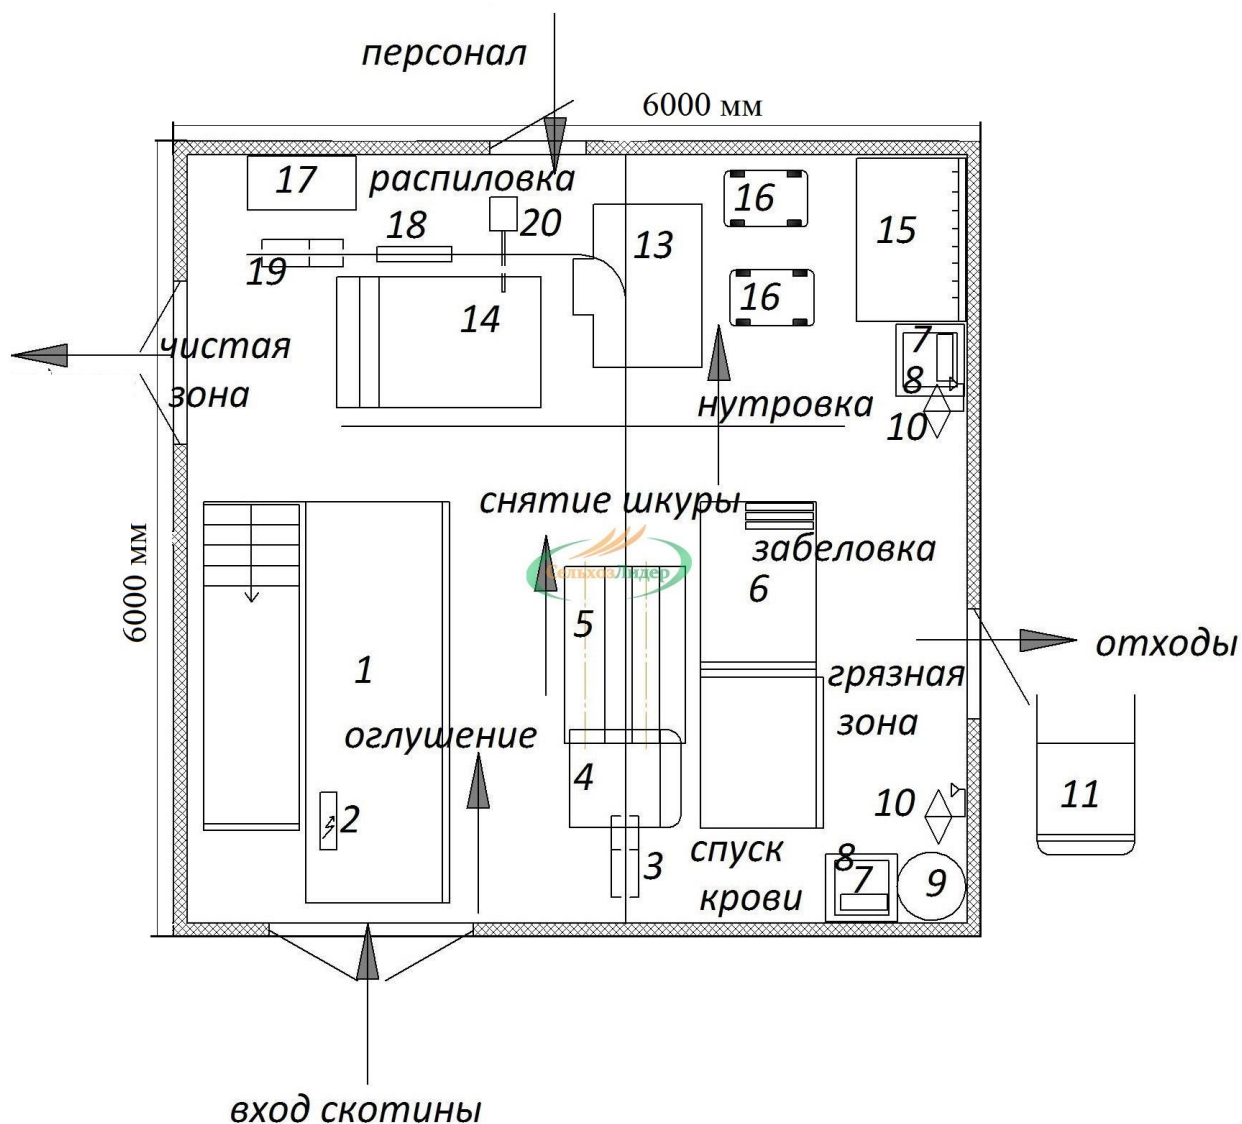 персонал
6000 мм
17
распиловка
16
15
18
20
13
19
16
14
7
чистая
8
зона
нутровка
10
снятие шкуры
забеловка
6000 мм
СельхозЛидер
6
5
отходы
1
грязная
зона
оглушение
4
11
10
2
спуск
8
3
7
9
крови
вход скотины